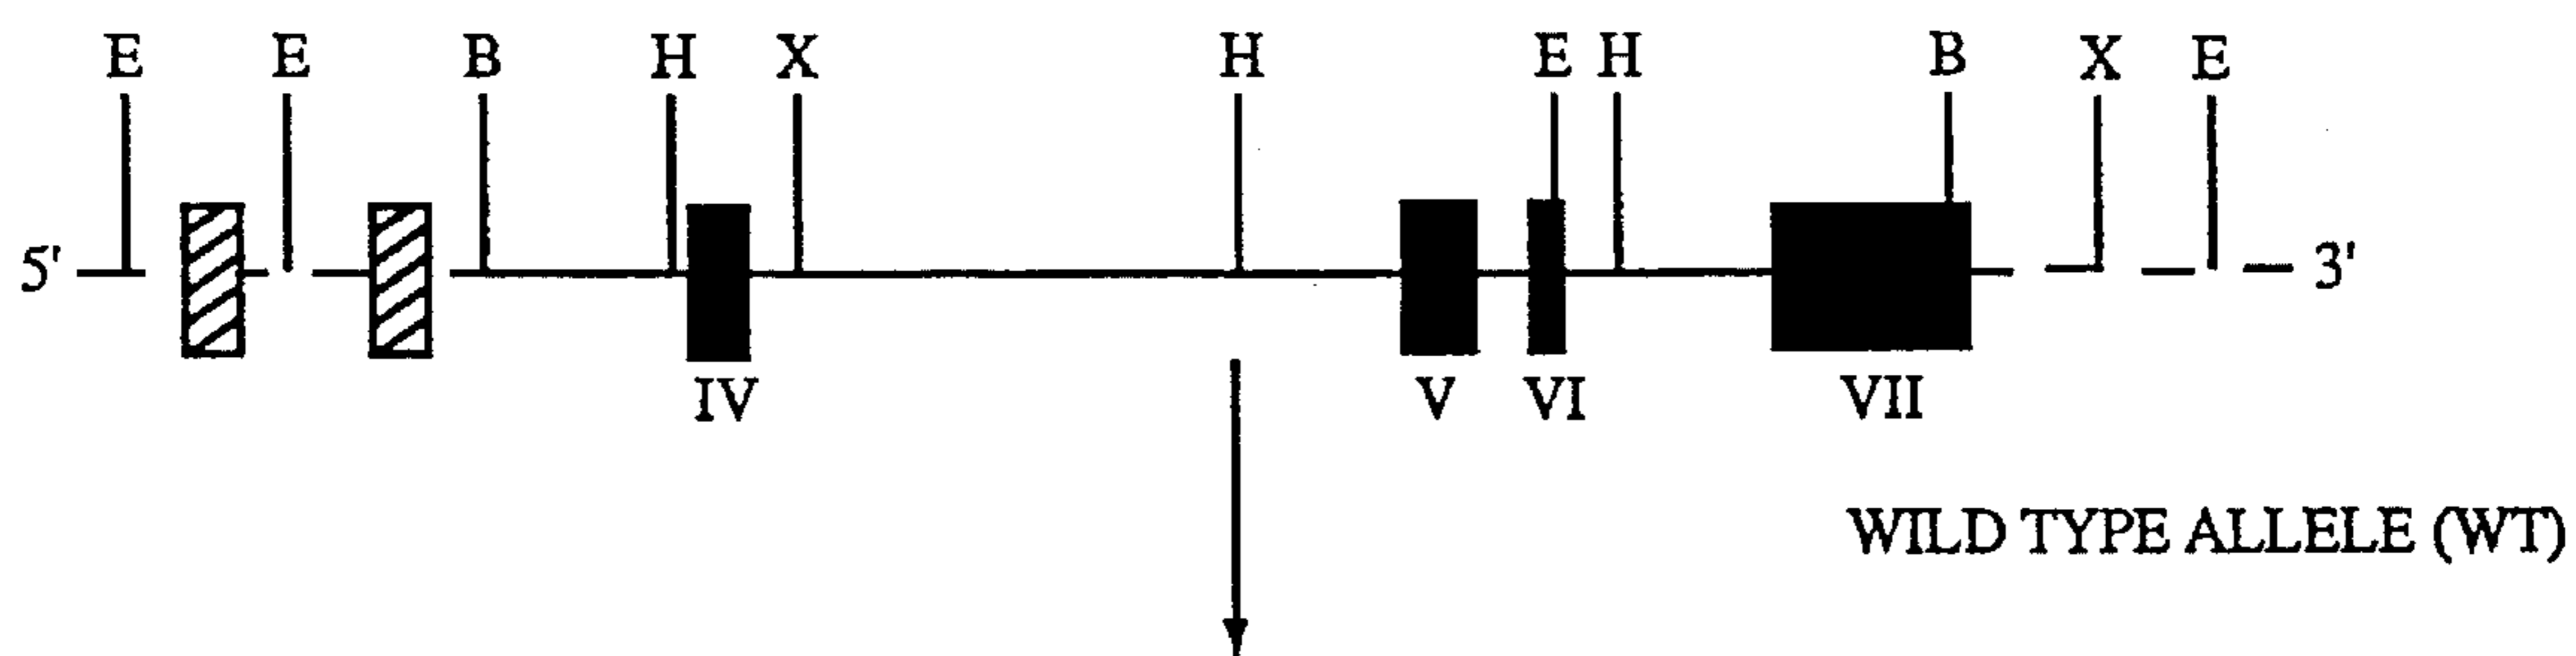 E E B H X H E H B X E
5' 3'
IV V VI VII
WILD TYPE ALLELE (WT)